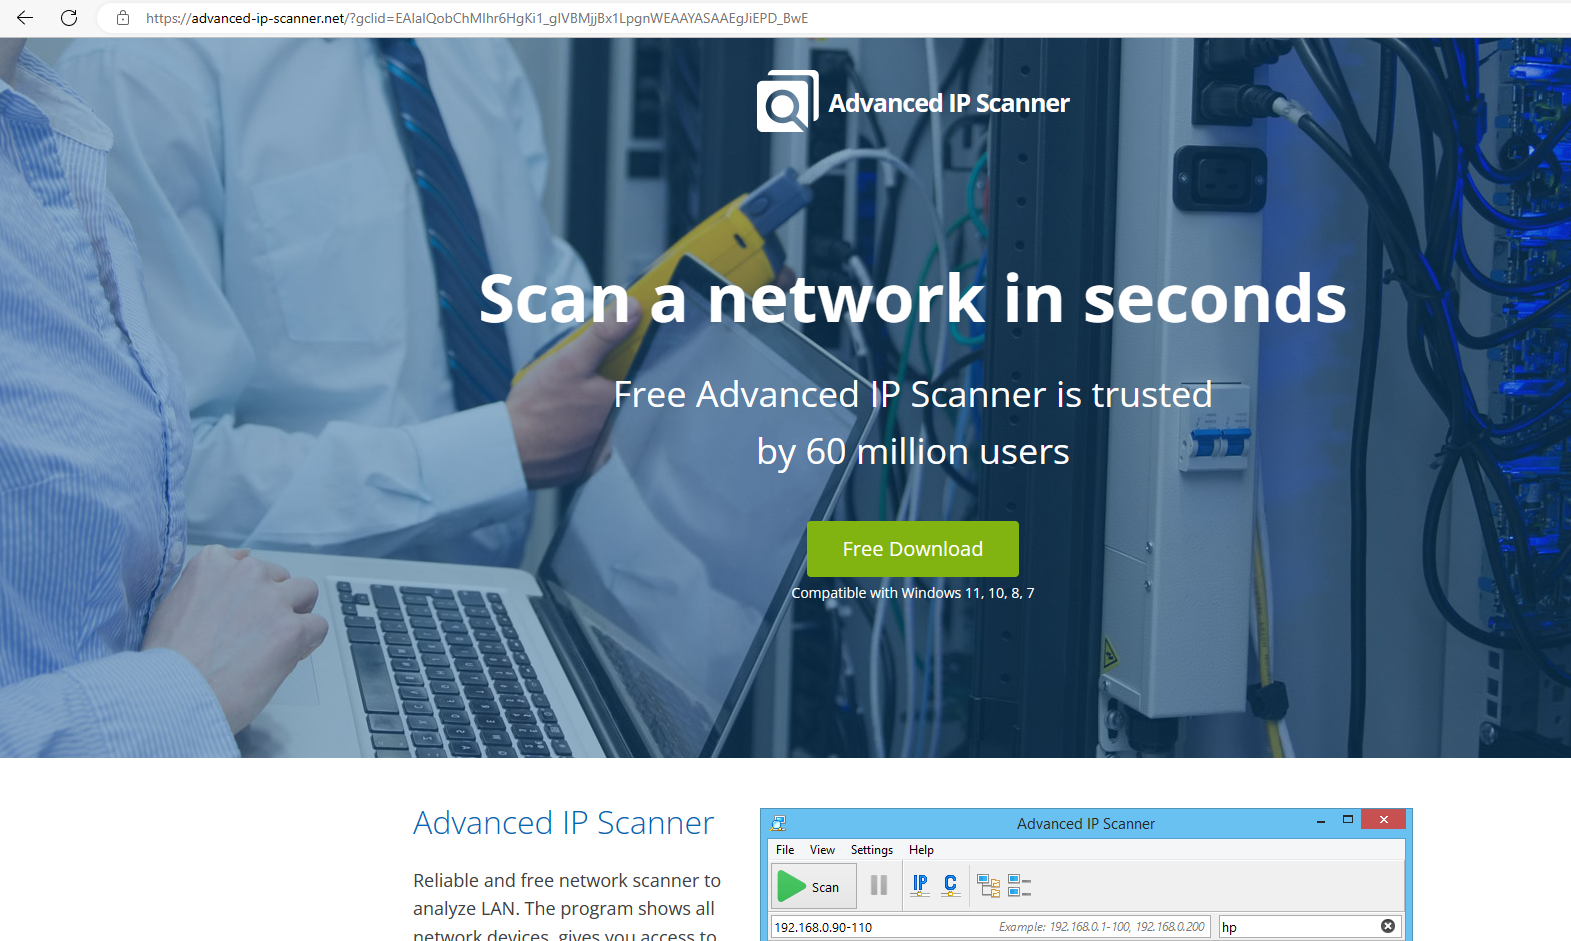 https://advanced-ip-scanner.net/?gclid=EAIaIQobChMIhr6HgKi1_gIVBMjjBx1LpgnWEAAYASAAEgJiEPD_BwE
Advanced IP Scanner
Scan a network in seconds
Free Advanced IP Scanner is trusted
by 60 million users
Free Download
Compatible with Windows 11, 10, 8, 7
Advanced IP Scanner
Reliable and free network scanner to
analyze LAN. The program shows all
network devices, gives you access to
Advanced IP Scanner
File View Settings Help
Scan IP C
192.168.0.90-110 Example: 192.168.0.1-100, 192.168.0.200 hp